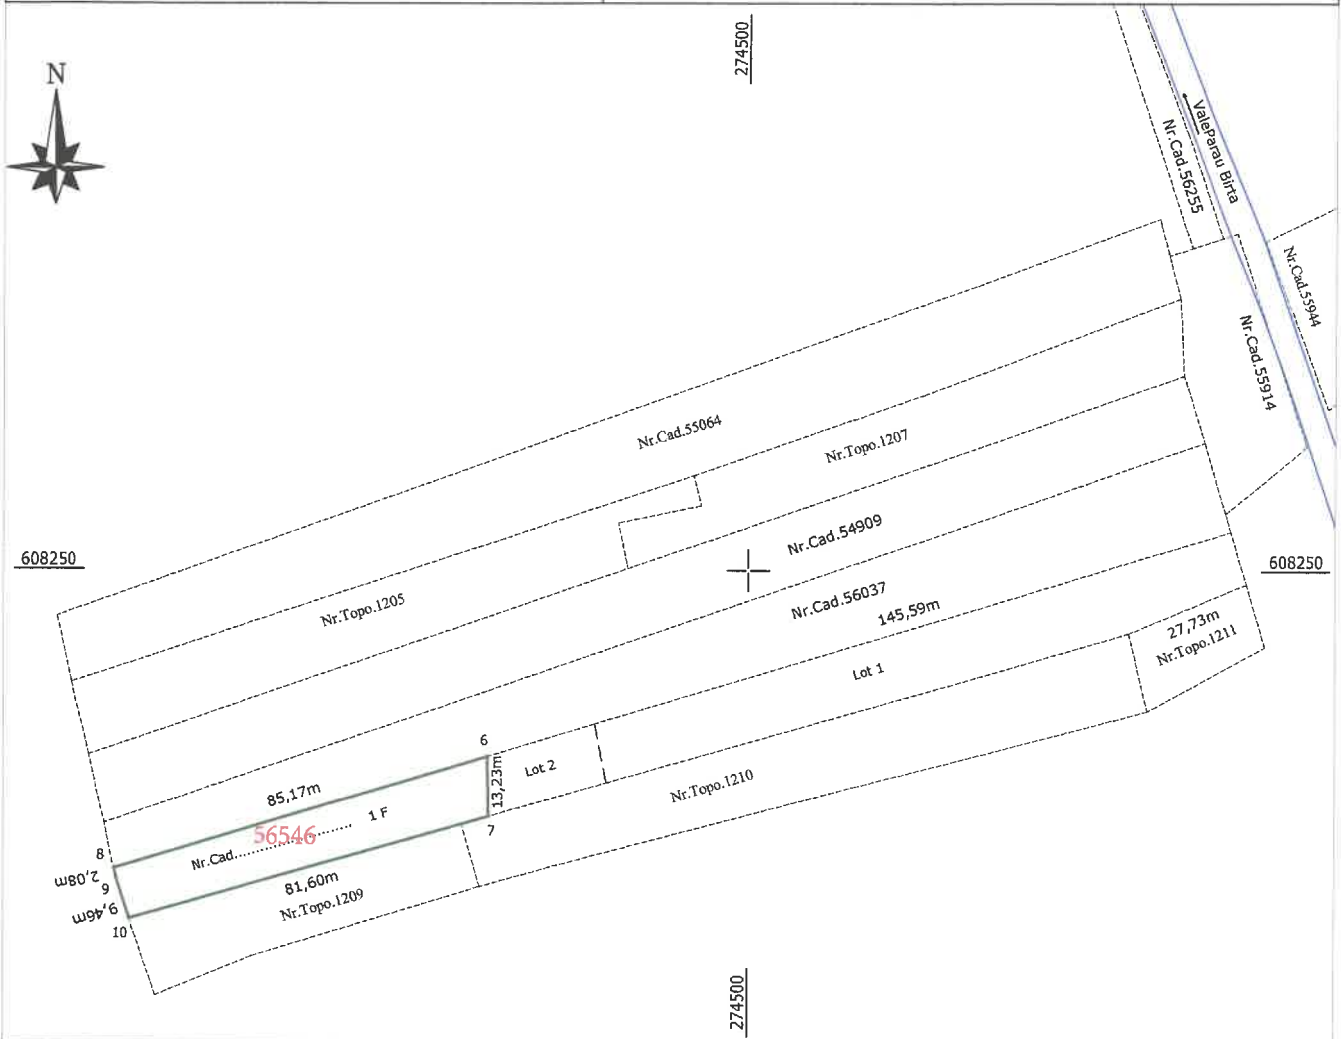 274500
N
ValeParau Birta
Nr.Cad.56255
Nr.Cad.55944
Nr.Cad.55914
Nr.Cad.55064
Nr.Topo.1207
Nr.Cad.54909
608250
608250
Nr.Cad.56037
145,59m
Nr.Topo.1205
27,73m
Nr.Topo.1211
Lot 1
6
Lot 2
13,23m
85,17m
Nr.Topo.1210
1 F
56546
Nr.Cad....................................
7
8
2,08m
9
9,46m
81,60m
Nr.Topo.1209
10
274500